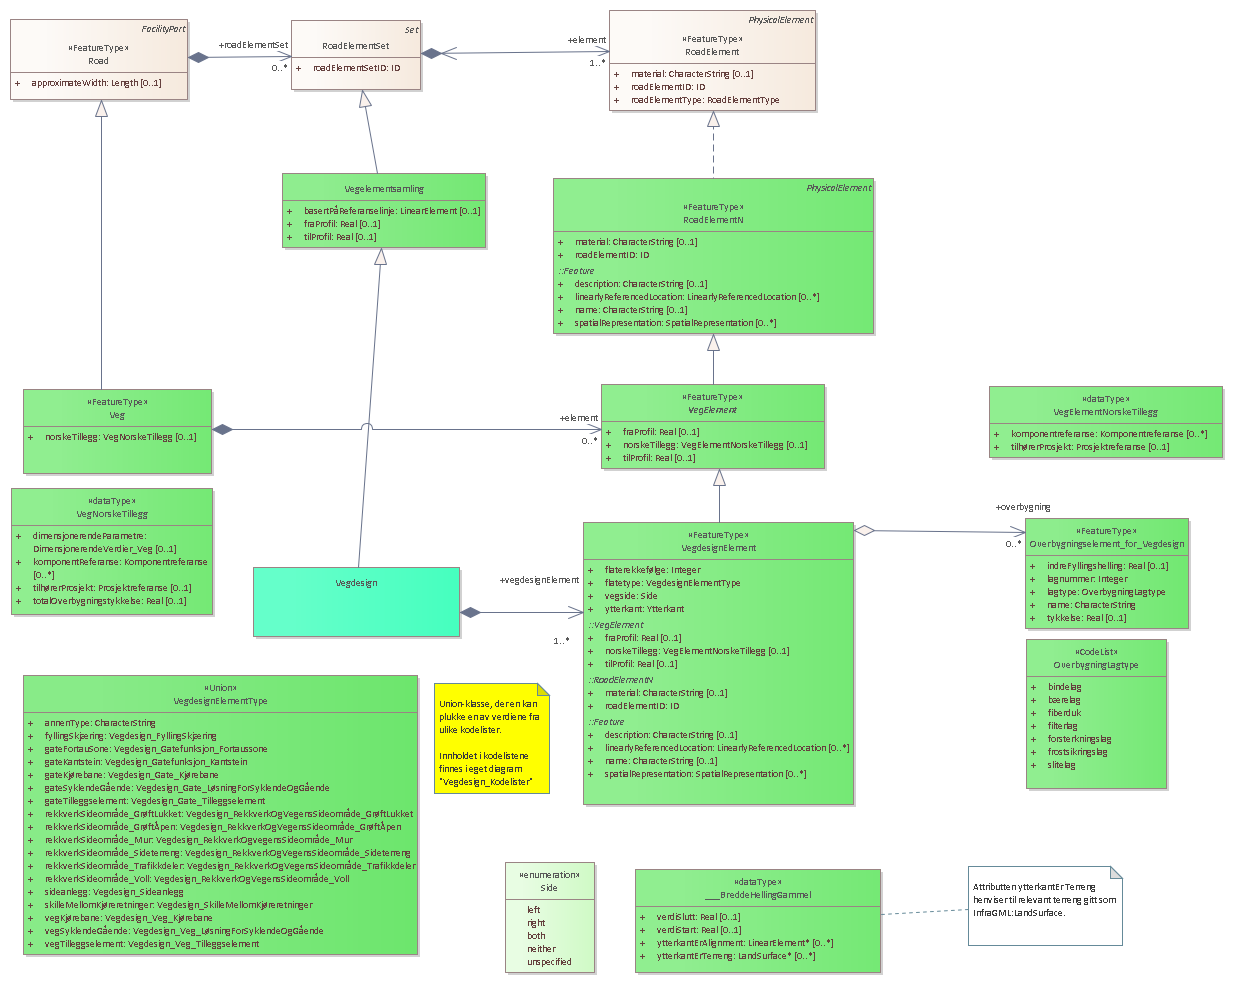 FacilityPart
«FeatureType»
Road
+ approximateWidth: Length [0..1]
+roadElementSet
0..*
Set
RoadElementSet
+ roadElementSetID: ID
+element
1..*
PhysicalElement
«FeatureType»
RoadElement
+ material: CharacterString [0..1]
+ roadElementID: ID
+ roadElementType: RoadElementType
Vegelementsamling
+ basertPåReferanselinje: LinearElement [0..1]
+ fraProfil: Real [0..1]
+ tilProfil: Real [0..1]
PhysicalElement
«FeatureType»
RoadElementN
+ material: CharacterString [0..1]
+ roadElementID: ID
::Feature
+ description: CharacterString [0..1]
+ linearlyReferencedLocation: LinearlyReferencedLocation [0..*]
+ name: CharacterString [0..1]
+ spatialRepresentation: SpatialRepresentation [0..*]
«FeatureType»
Veg
+ norskeTillegg: VegNorskeTillegg [0..1]
+element
0..*
«FeatureType»
VegElement
+ fraProfil: Real [0..1]
+ norskeTillegg: VegElementNorskeTillegg [0..1]
+ tilProfil: Real [0..1]
«dataType»
VegElementNorskeTillegg
+ komponentreferanse: Komponentreferanse [0..*]
+ tilhørerProsjekt: Prosjektreferanse [0..1]
«dataType»
VegNorskeTillegg
+ dimensjonerendeParametre:
DimensjonerendeVerdier_Veg [0..1]
+ komponentReferanse: Komponentreferanse
[0..*]
+ tilhørerProsjekt: Prosjektreferanse [0..1]
+ totalOverbygningstykkelse: Real [0..1]
Vegdesign
+vegdesignElement
1..*
«FeatureType»
VegdesignElement
+ flaterekkefølge: Integer
+ flatetype: VegdesignElementType
+ vegside: Side
+ ytterkant: Ytterkant
::VegElement
+ fraProfil: Real [0..1]
+ norskeTillegg: VegElementNorskeTillegg [0..1]
+ tilProfil: Real [0..1]
::RoadElementN
+ material: CharacterString [0..1]
+ roadElementID: ID
::Feature
+ description: CharacterString [0..1]
+ linearlyReferencedLocation: LinearlyReferencedLocation [0..*]
+ name: CharacterString [0..1]
+ spatialRepresentation: SpatialRepresentation [0..*]
+overbygning
0..*
«FeatureType»
Overbygningselement_for_Vegdesign
+ indreFyllingshelling: Real [0..1]
+ lagnummer: Integer
+ lagtype: OverbygningLagtype
+ name: CharacterString
+ tykkelse: Real [0..1]
«CodeList»
OverbygningLagtype
+ bindelag
+ bærelag
+ fiberduk
+ filterlag
+ forsterkningslag
+ frostsikringslag
+ slitelag
«Union»
VegdesignElementType
+ annenType: CharacterString
+ fyllingSkjæring: Vegdesign_FyllingSkjæring
+ gateFortausone: Vegdesign_Gatefunksjon_Fortaussone
+ gateKantstein: Vegdesign_Gatefunksjon_Kantstein
+ gateKjørebane: Vegdesign_Gate_Kjørebane
+ gateSyklendeGående: Vegdesign_Gate_LøsningForSyklendeOgGående
+ gateTilleggselement: Vegdesign_Gate_Tilleggselement
+ rekkverkSideområde_GrøftLukket: Vegdesign_RekkverkOgVegensSideområde_GrøftLukket
+ rekkverkSideområde_GrøftÅpen: Vegdesign_RekkverkOgVegensSideområde_GrøftÅpen
+ rekkverkSideområde_Mur: Vegdesign_RekkverkOgvegensSideområde_Mur
+ rekkverkSideområde_Sideterreng: Vegdesign_RekkverkOgVegensSideområde_Sideterreng
+ rekkverkSideområde_Trafikkdeler: Vegdesign_RekkverkOgVegensSideområde_Trafikkdeler
+ rekkverkSideområde_Voll: Vegdesign_RekkverkOgVegensSideområde_Voll
+ sideanlegg: Vegdesign_Sideanlegg
+ skilleMellomKjøreretninger: Vegdesign_SkilleMellomKjøreretninger
+ vegKjørebane: Vegdesign_Veg_Kjørebane
+ vegSyklendeGående: Vegdesign_Veg_LøsningForSyklendeOgGående
+ vegTilleggselement: Vegdesign_Veg_Tilleggselement
Union-klasse, der en kan
plukke en av verdiene fra
ulike kodelister.
Innholdet i kodelistene
finnes i eget diagram
"Vegdesign_Kodelister"
«enumeration»
Side
left
right
both
neither
unspecified
«dataType»
___BreddeHellingGammel
+ verdiSlutt: Real [0..1]
+ verdiStart: Real [0..1]
+ ytterkantErAlignment: LinearElement* [0..*]
+ ytterkantErTerreng: LandSurface* [0..*]
Attributten ytterkantErTerreng
henviser til relevant terreng gitt som
InfraGML:LandSurface.